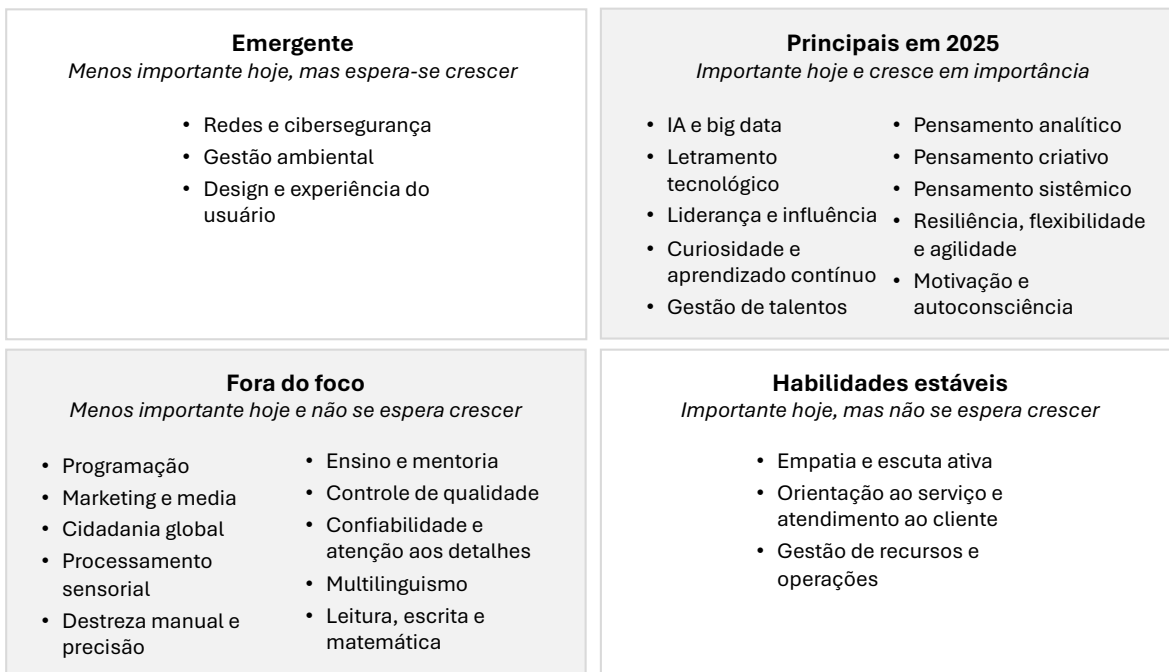 Emergente
Menos importante hoje, mas espera-se crescer
• Redes e cibersegurança
• Gestão ambiental
• Design e experiência do
usuário
Principais em 2025
Importante hoje e cresce em importância
• IA e big data
• Letramento
tecnológico
• Liderança e influência
• Curiosidade e
aprendizado contínuo
• Gestão de talentos
• Pensamento analítico
• Pensamento criativo
• Pensamento sistêmico
• Resiliência, flexibilidade
e agilidade
• Motivação e
autoconsciência
Fora do foco
Menos importante hoje e não se espera crescer
• Programação
• Marketing e media
• Cidadania global
• Processamento
sensorial
• Destreza manual e
precisão
• Ensino e mentoria
• Controle de qualidade
• Confiabilidade e
atenção aos detalhes
• Multilinguismo
• Leitura, escrita e
matemática
Habilidades estáveis
Importante hoje, mas não se espera crescer
• Empatia e escuta ativa
• Orientação ao serviço e
atendimento ao cliente
• Gestão de recursos e
operações